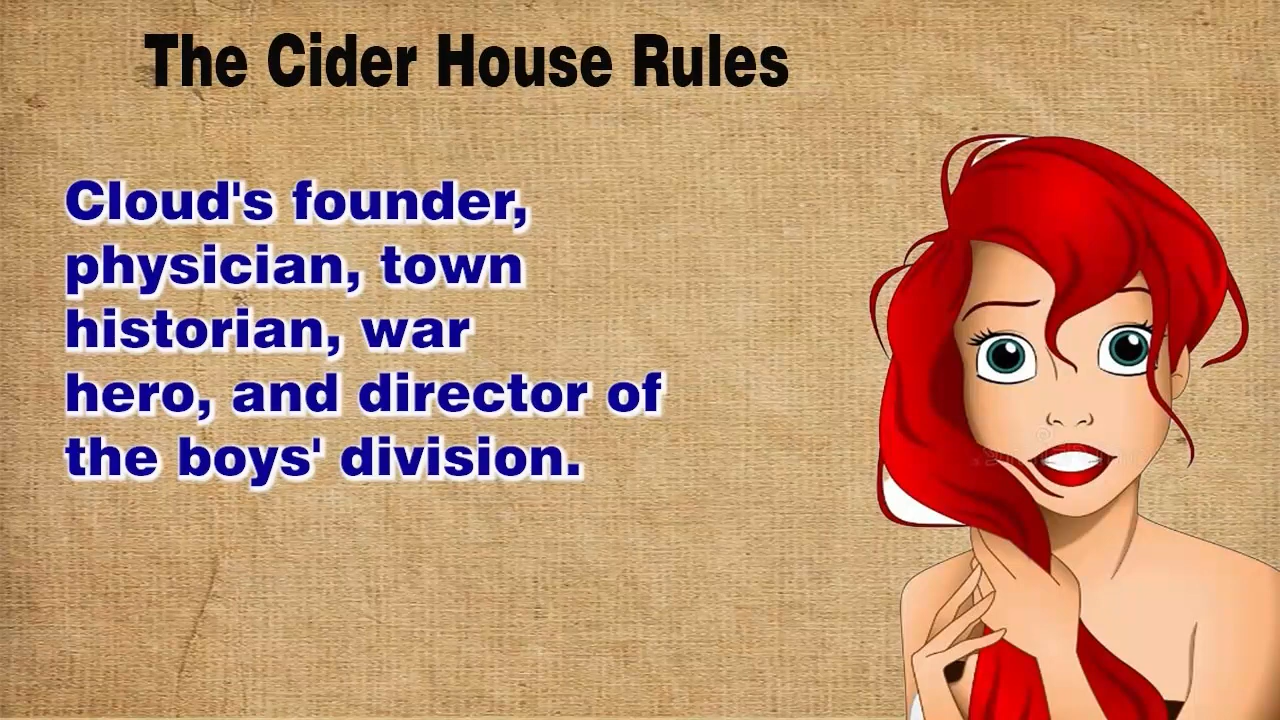 The Cider House Rules
Cloud's founder,
physician, town
historian, war
hero, and director of
the boys' division.